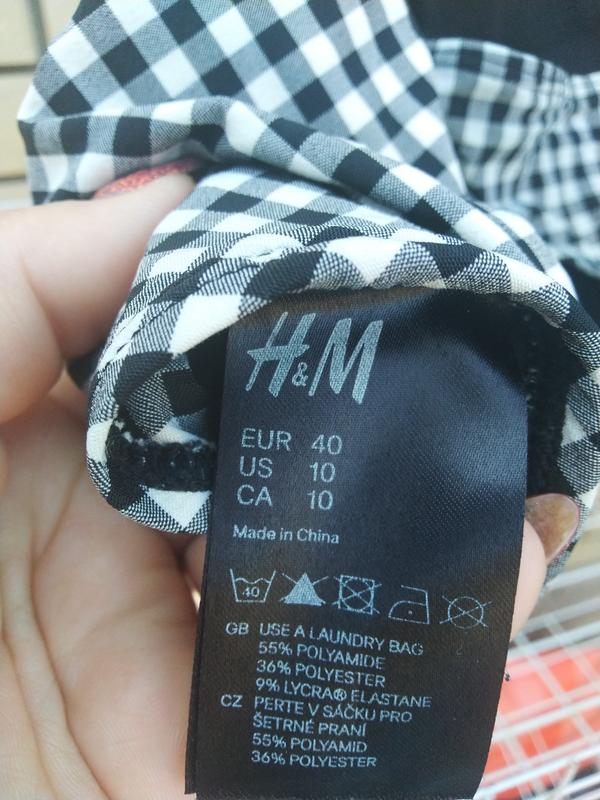 H&M
EUR 40
US 10
CA 10
Made in China
40
GB USE A LAUNDRY BAG
55% POLYAMIDE
36% POLYESTER
9% LYCRA® ELASTANE
CZ PERTE V SÁČKU PRO
ŠETRNÉ PRANÍ
55% POLYAMID
36% POLYESTER